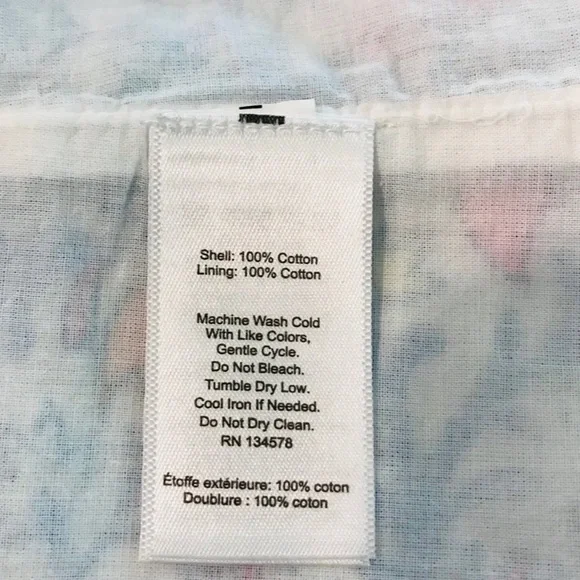 Shell: 100% Cotton
Lining: 100% Cotton
Machine Wash Cold
With Like Colors,
Gentle Cycle.
Do Not Bleach.
Tumble Dry Low.
Cool Iron If Needed.
Do Not Dry Clean.
RN 134578
Étoffe extérieure: 100% coton
Doublure : 100% coton